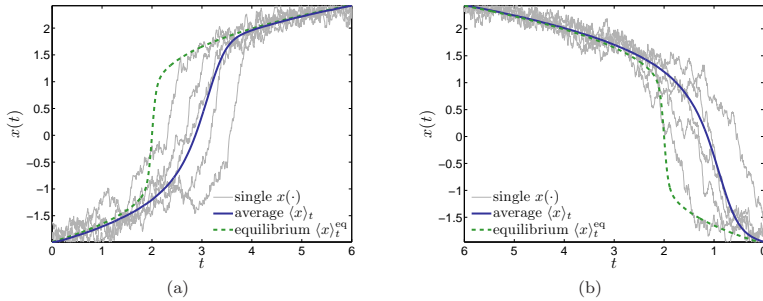 2
1.5
1
0.5
0
−0.5
−1
−1.5
x(t)
single x(·)
average ⟨x⟩t
equilibrium ⟨x⟩t^eq
0 1 2 3 4 5 6
t
(a)
2
1.5
1
0.5
0
−0.5
−1
−1.5
x(t)
single x(·)
average ⟨x⟩t
equilibrium ⟨x⟩t^eq
6 5 4 3 2 1 0
t
(b)